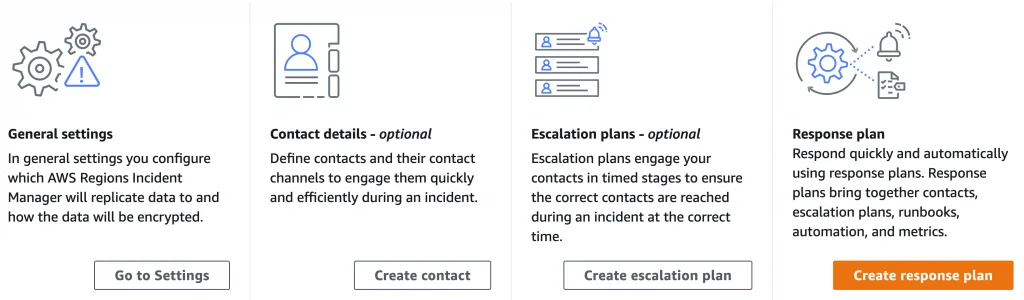 General settings
In general settings you configure
which AWS Regions Incident
Manager will replicate data to and
how the data will be encrypted.
Go to Settings
Contact details - optional
Define contacts and their contact
channels to engage them quickly
and efficiently during an incident.
Create contact
Escalation plans - optional
Escalation plans engage your
contacts in timed stages to ensure
the correct contacts are reached
during an incident at the correct
time.
Create escalation plan
Response plan
Respond quickly and automatically
using response plans. Response
plans bring together contacts,
escalation plans, runbooks,
automation, and metrics.
Create response plan